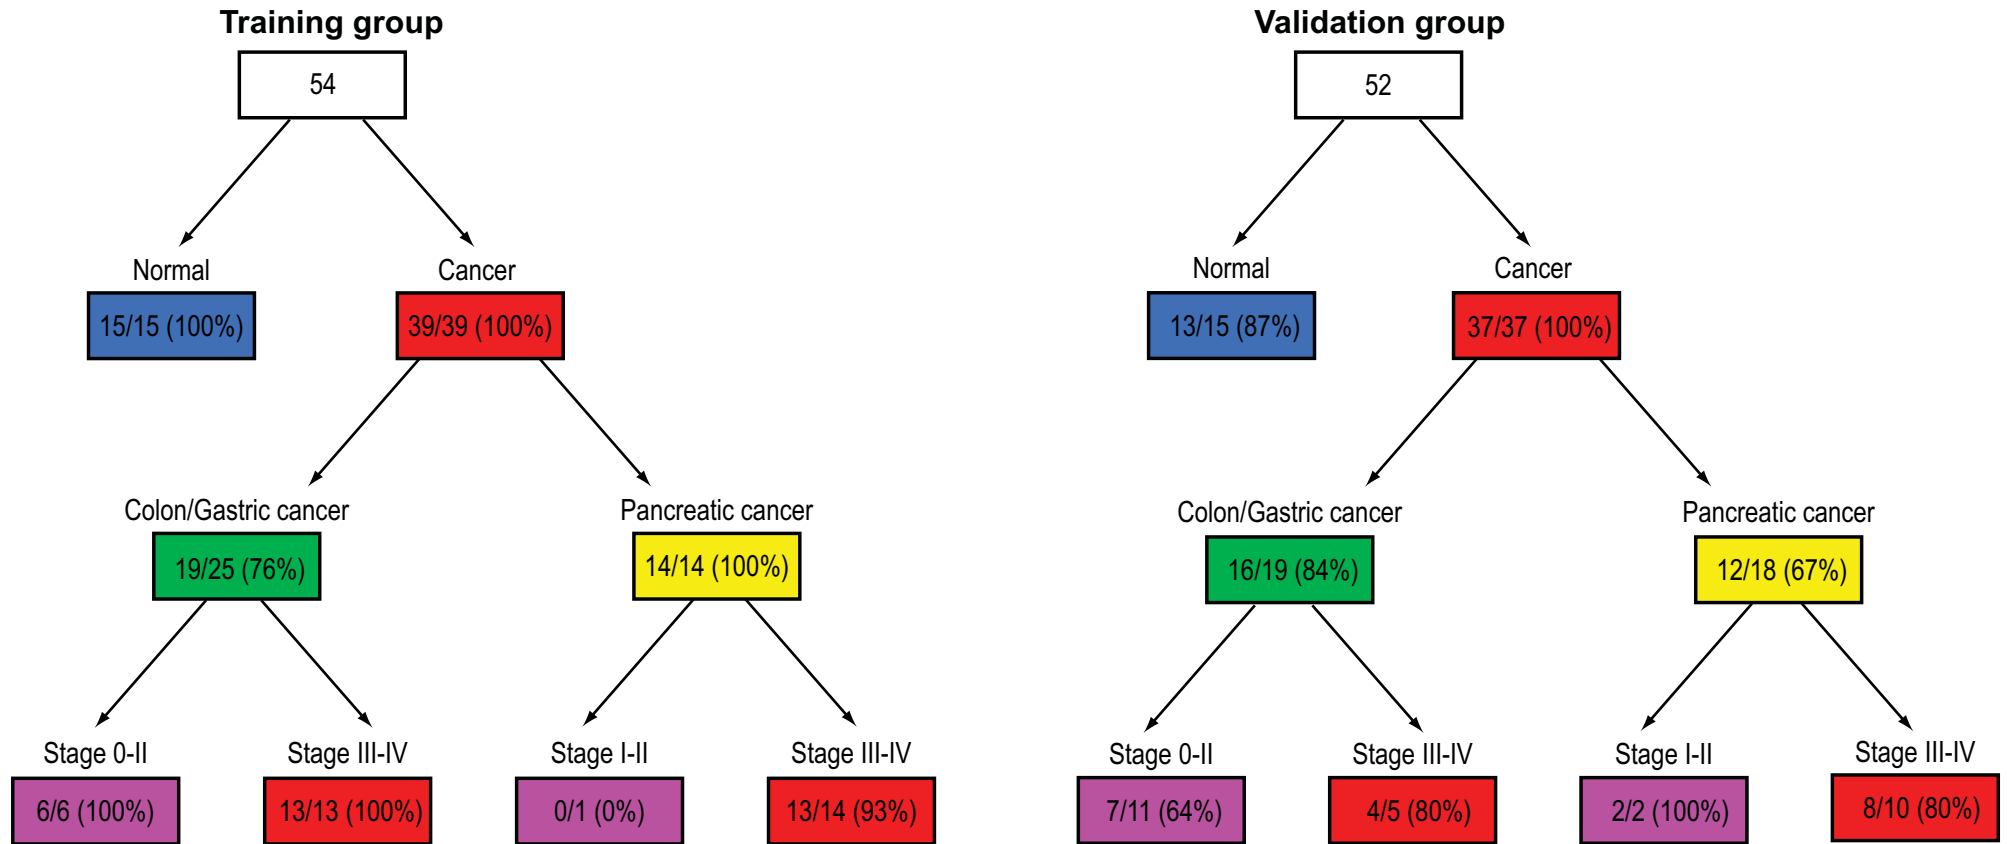 Training group
54
Normal
Cancer
15/15 (100%)
39/39 (100%)
Colon/Gastric cancer
Pancreatic cancer
19/25 (76%)
14/14 (100%)
Stage 0-II
Stage III-IV
Stage I-II
Stage III-IV
6/6 (100%)
13/13 (100%)
0/1 (0%)
13/14 (93%)
Validation group
52
Normal
Cancer
13/15 (87%)
37/37 (100%)
Colon/Gastric cancer
Pancreatic cancer
16/19 (84%)
12/18 (67%)
Stage 0-II
Stage III-IV
Stage I-II
Stage III-IV
7/11 (64%)
4/5 (80%)
2/2 (100%)
8/10 (80%)